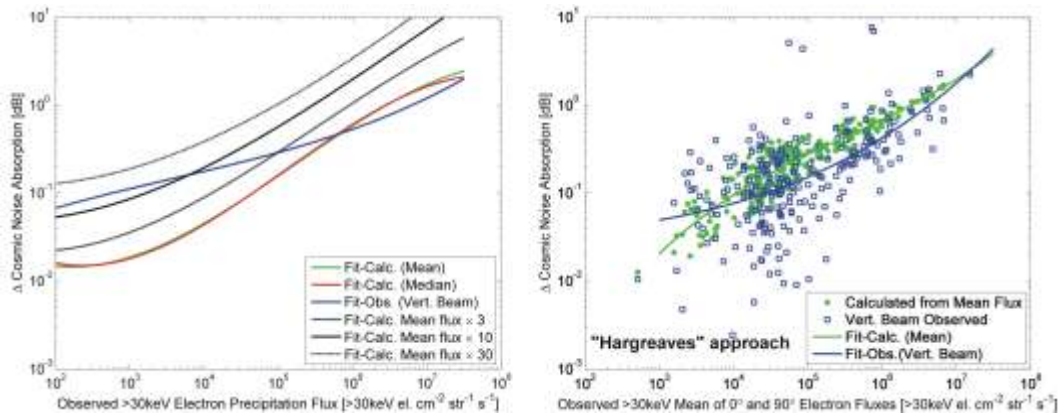 10¹
10⁰
10⁻¹
10⁻²
10⁻³
Δ Cosmic Noise Absorption [dB]
Fit-Calc. (Mean)
Fit-Calc. (Median)
Fit-Obs. (Vert. Beam)
Fit-Calc. Mean flux × 3
Fit-Calc. Mean flux × 10
Fit-Calc. Mean flux × 30
10² 10³ 10⁴ 10⁵ 10⁶ 10⁷ 10⁸
Observed >30keV Electron Precipitation Flux [>30keV el. cm⁻² str⁻¹ s⁻¹]
10¹
10⁰
10⁻¹
10⁻²
10⁻³
Δ Cosmic Noise Absorption [dB]
"Hargreaves" approach
Calculated from Mean Flux
Vert. Beam Observed
Fit-Calc. (Mean)
Fit-Obs.(Vert. Beam)
10² 10³ 10⁴ 10⁵ 10⁶ 10⁷ 10⁸
Observed >30keV Mean of 0° and 90° Electron Fluxes [>30keV el. cm⁻² str⁻¹ s⁻¹]